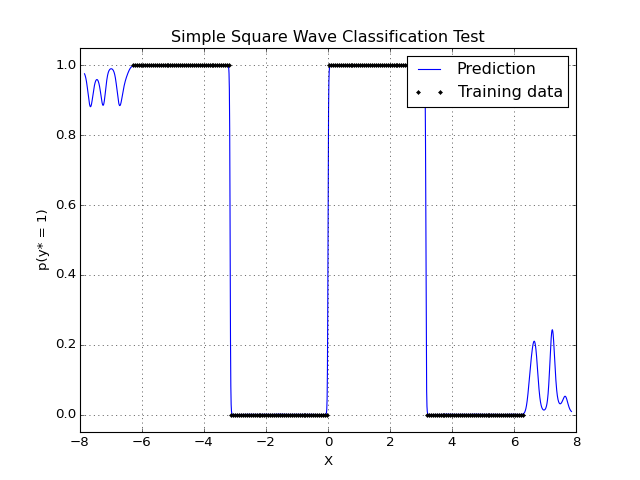 Simple Square Wave Classification Test
Prediction
Training data
p(y* = 1)
1.0
0.8
0.6
0.4
0.2
0.0
−8 −6 −4 −2 0 2 4 6 8
X